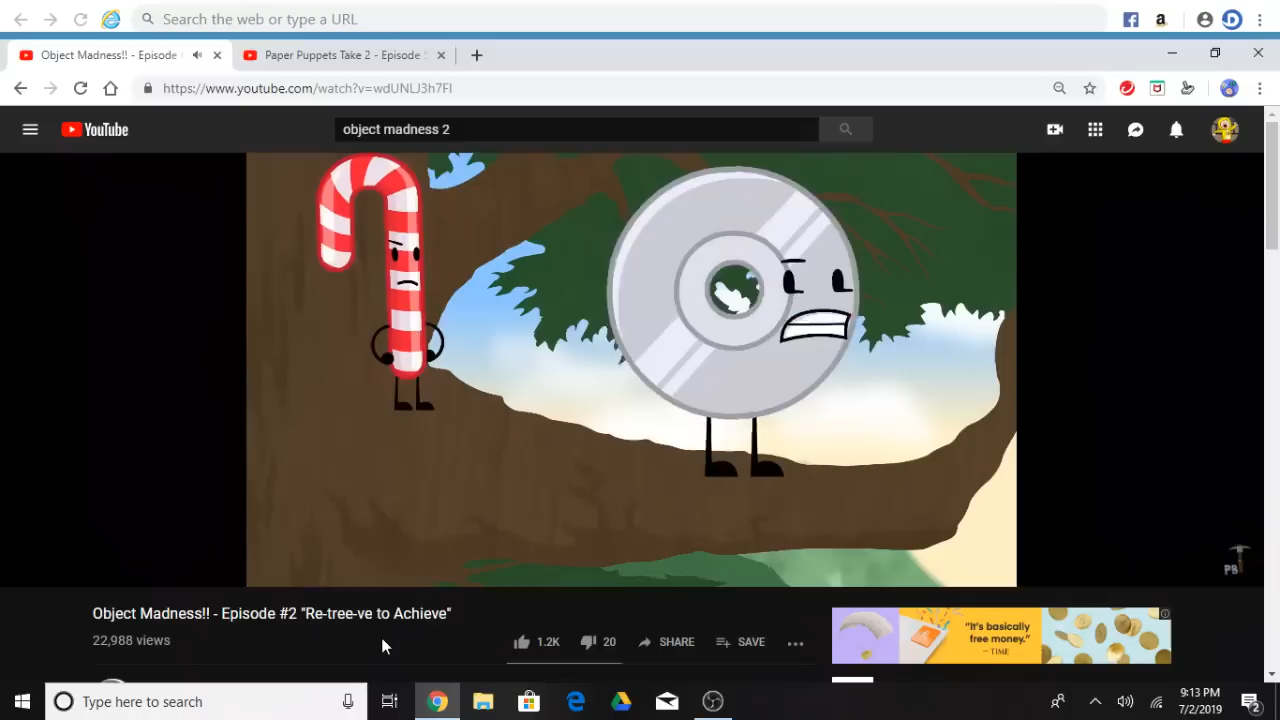 Search the web or type a URL
Object Madness!! - Episode
Paper Puppets Take 2 - Episode
https://www.youtube.com/watch?v=wdUNLJ3h7FI
YouTube
object madness 2
PB
Object Madness!! - Episode #2 "Re-tree-ve to Achieve"
22,988 views
1.2K
20
SHARE
SAVE
"It's basically
free money."
— TIME
Type here to search
9:13 PM
7/2/2019
2